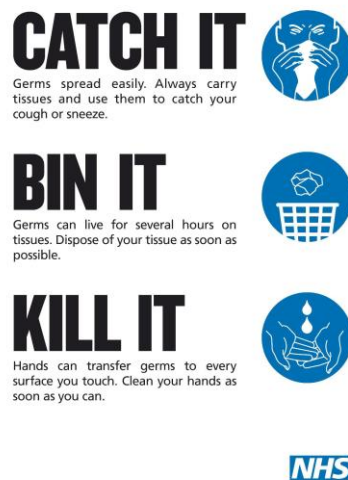 CATCH IT
Germs spread easily. Always carry
tissues and use them to catch your
cough or sneeze.
BIN IT
Germs can live for several hours on
tissues. Dispose of your tissue as soon as
possible.
KILL IT
Hands can transfer germs to every
surface you touch. Clean your hands as
soon as you can.
NHS